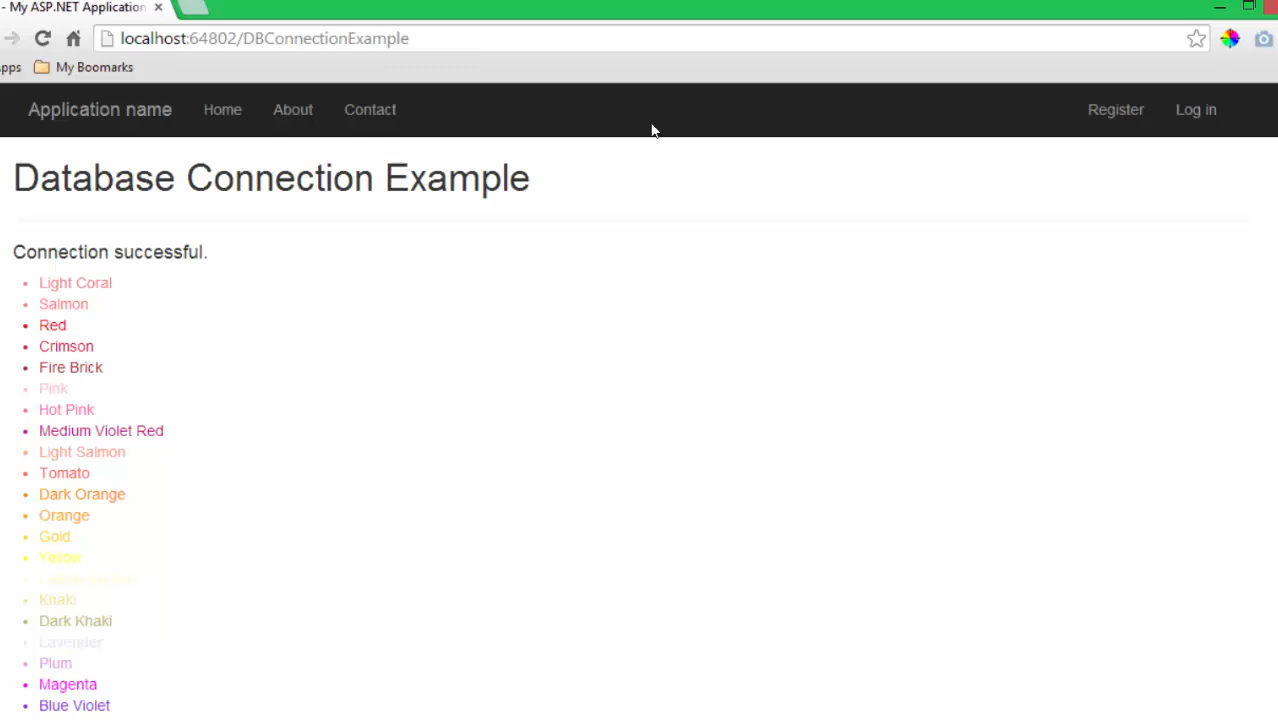 - My ASP.NET Application
localhost:64802/DBConnectionExample
pps My Boomarks
Application name Home About Contact Register Log in
Database Connection Example
Connection successful.
Light Coral
Salmon
Red
Crimson
Fire Brick
Pink
Hot Pink
Medium Violet Red
Light Salmon
Tomato
Dark Orange
Orange
Gold
Yellow
Khaki
Dark Khaki
Lavender
Plum
Magenta
Blue Violet